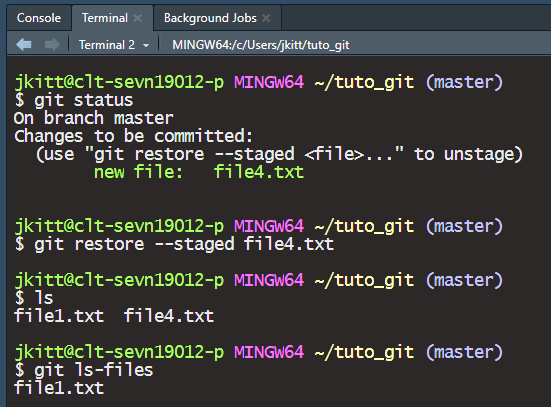 Console Terminal Background Jobs
Terminal 2 MINGW64:/c/Users/jkitt/tuto_git
jkitt@clt-sevn19012-p MINGW64 ~/tuto_git (master)
$ git status
On branch master
Changes to be committed:
  (use "git restore --staged <file>..." to unstage)
        new file:   file4.txt
jkitt@clt-sevn19012-p MINGW64 ~/tuto_git (master)
$ git restore --staged file4.txt
jkitt@clt-sevn19012-p MINGW64 ~/tuto_git (master)
$ ls
file1.txt  file4.txt
jkitt@clt-sevn19012-p MINGW64 ~/tuto_git (master)
$ git ls-files
file1.txt